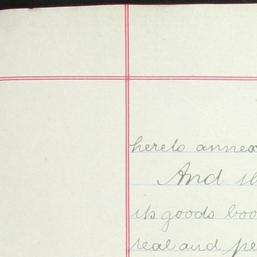 hereto annex
And
its goods boo
real and pe